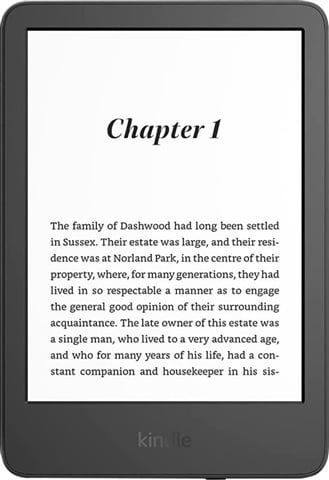 Chapter 1
The family of Dashwood had long been settled
in Sussex. Their estate was large, and their resi-
dence was at Norland Park, in the centre of their
property, where, for many generations, they had
lived in so respectable a manner as to engage
the general good opinion of their surrounding
acquaintance. The late owner of this estate was
a single man, who lived to a very advanced age,
and who for many years of his life, had a con-
stant companion and housekeeper in his sis-
kindle